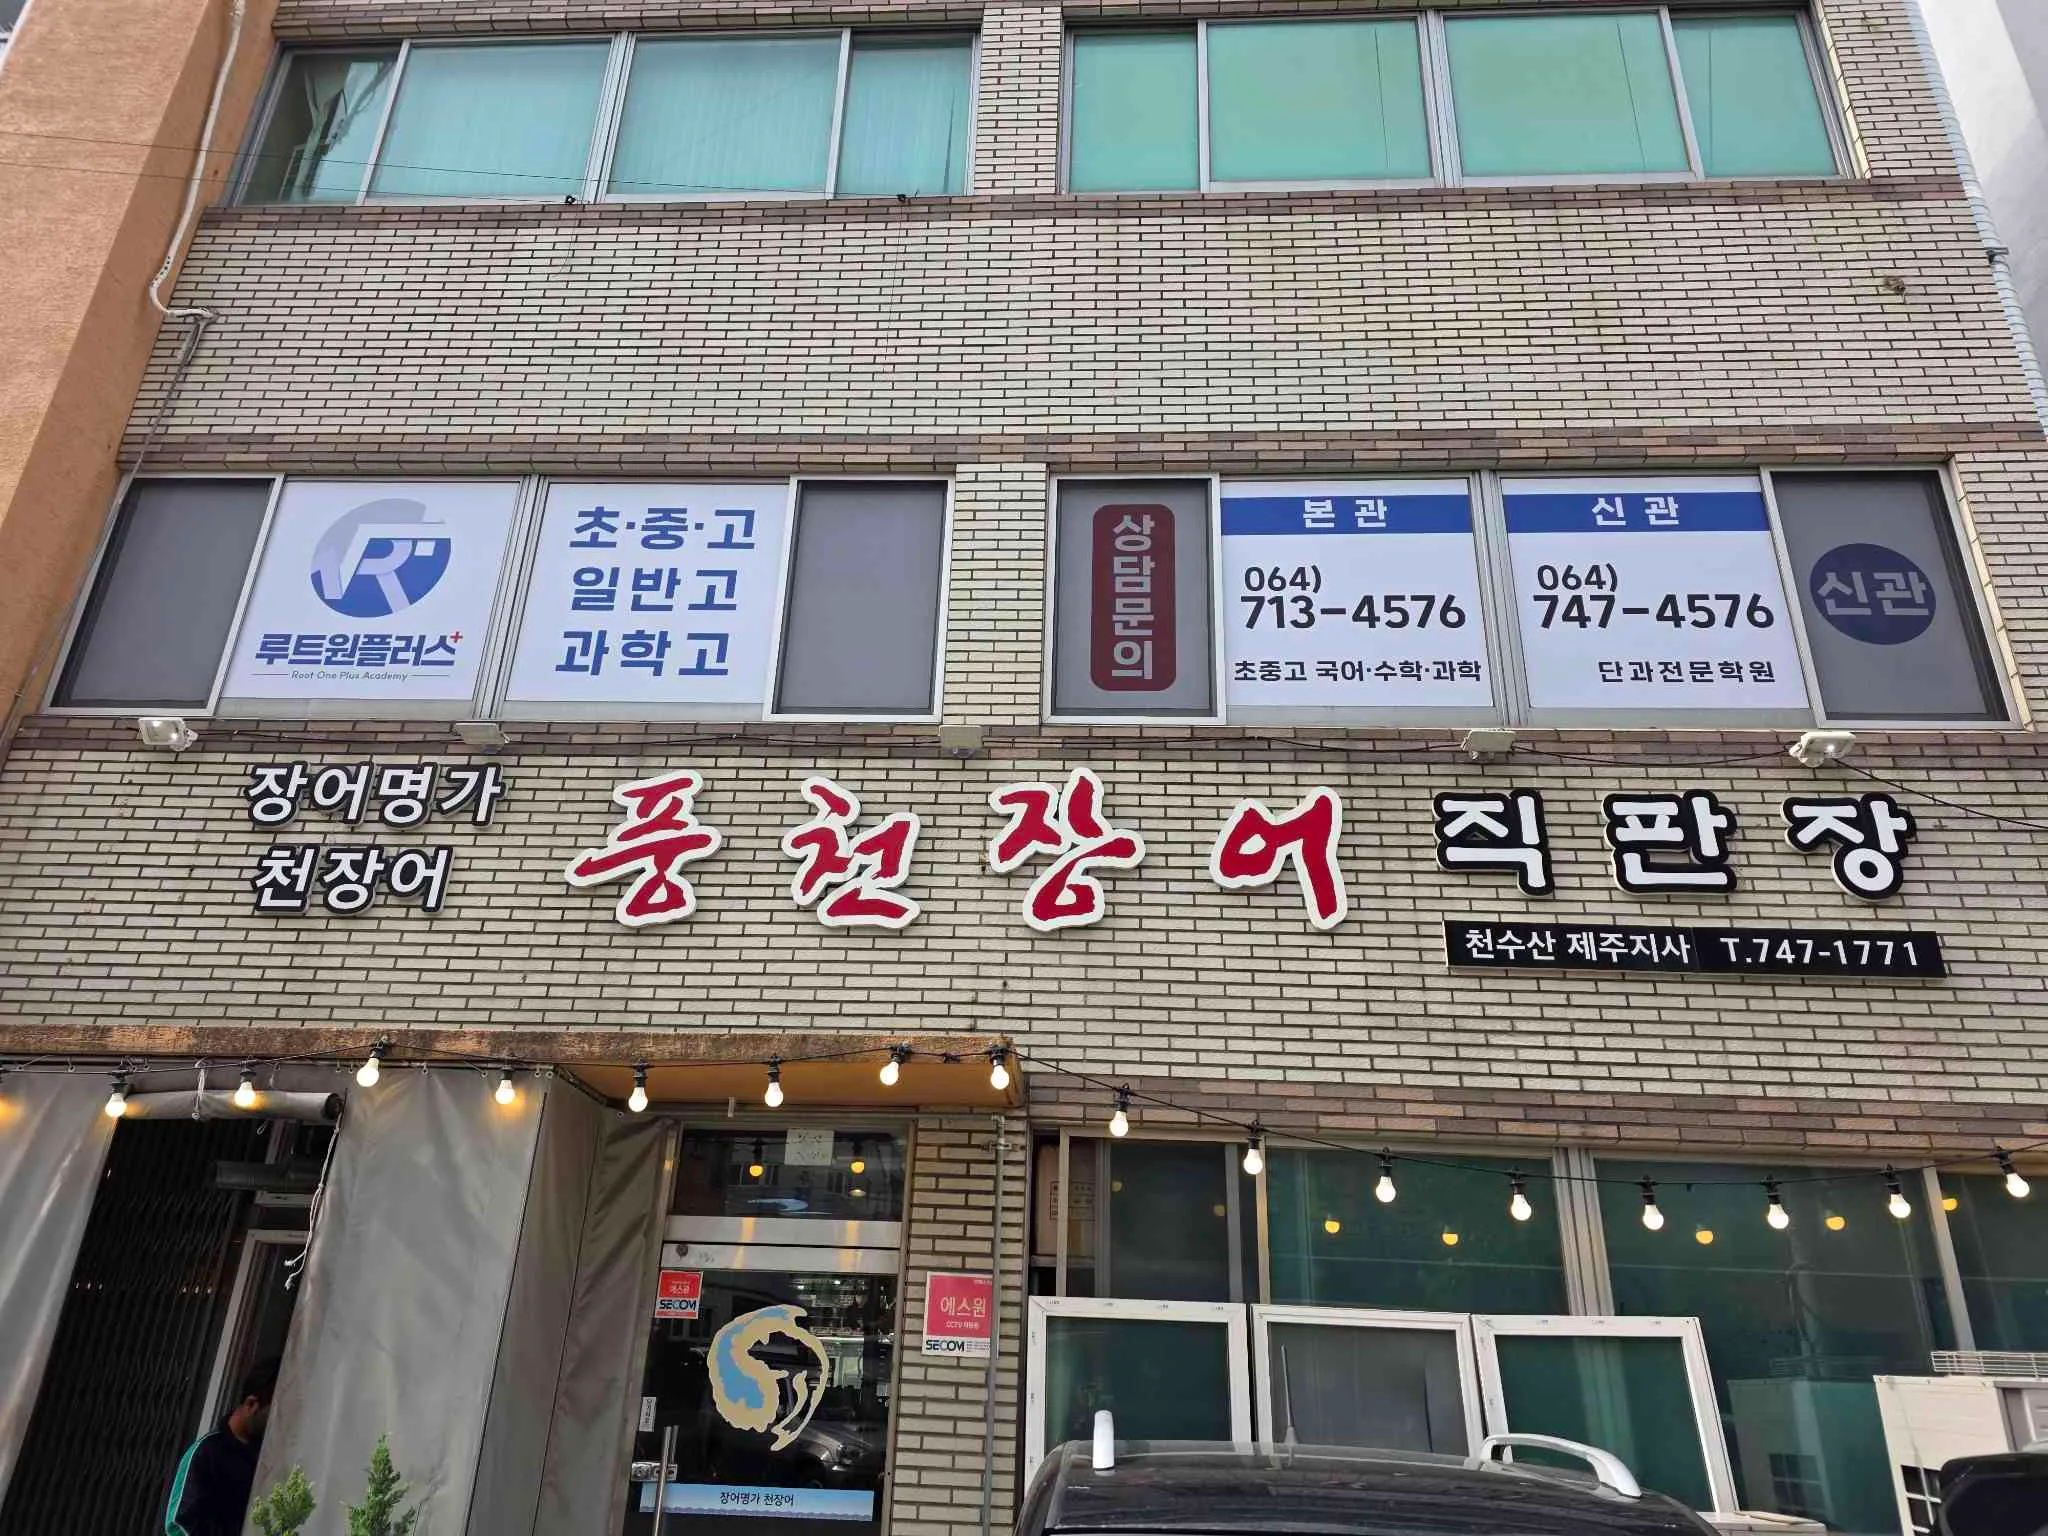 루트원플러스+
Root One Plus Academy
초·중·고
일반고
과학고
상담문의
본관
064)
713-4576
초중고 국어·수학·과학
신관
064)
747-4576
단과전문학원
신관
장어명가
천장어
풍천장어 직판장
천수산 제주지사 T.747-1771
에스원
SECOM
에스원
CCTV 작동중
SECOM
장어명가 천장어